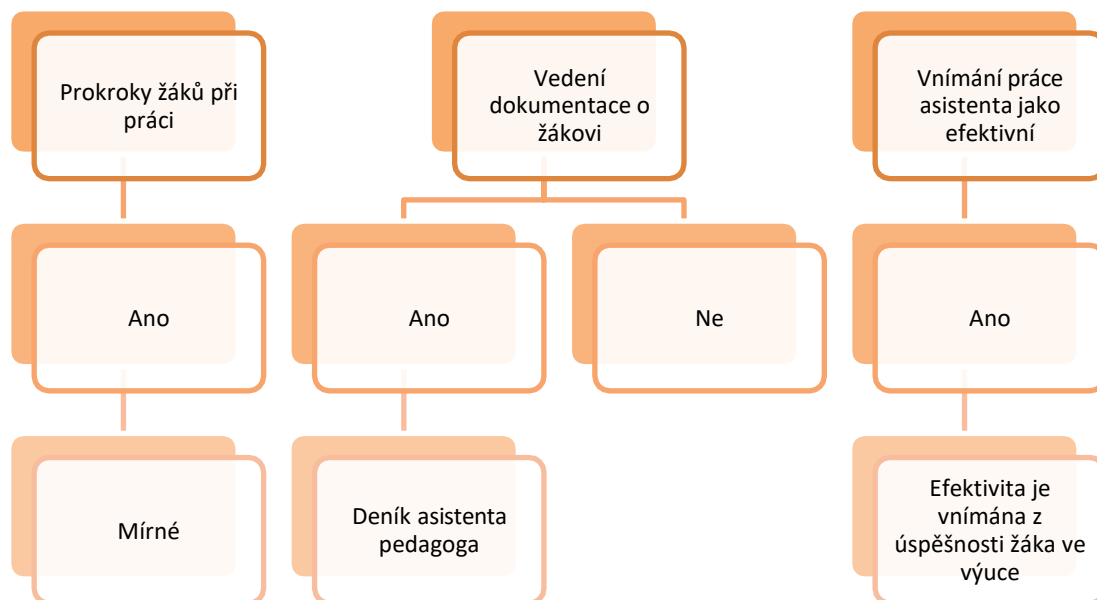 Prokroky žáků při
práci
Vedení
dokumentace o
žákovi
Vnímání práce
asistenta jako
efektivní
Ano
Ano
Ne
Ano
Mírné
Deník asistenta
pedagoga
Efektivita je
vnímána z
úspěšnosti žáka ve
výuce